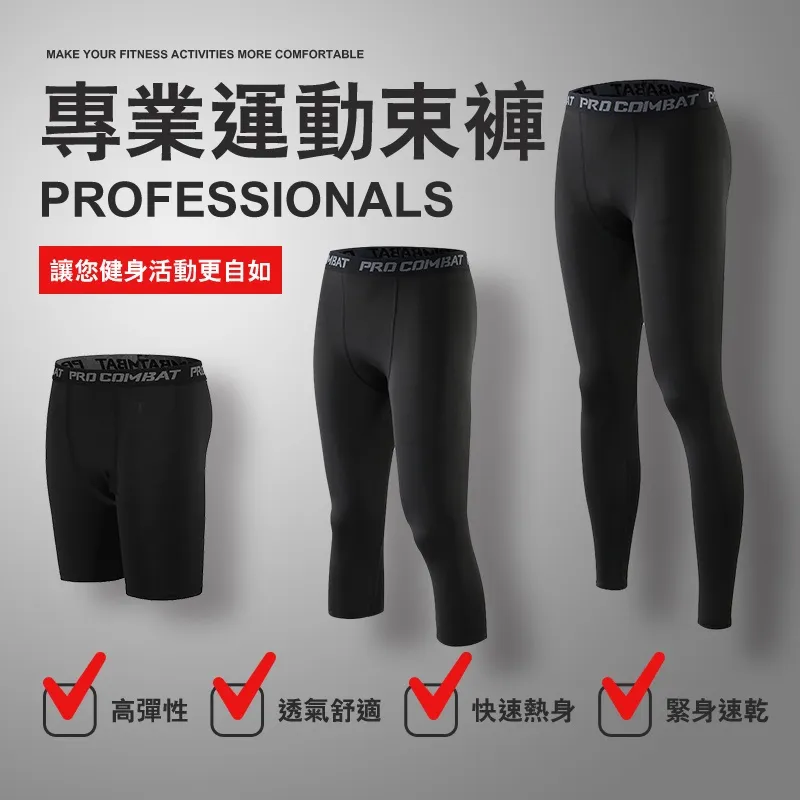 MAKE YOUR FITNESS ACTIVITIES MORE COMFORTABLE
專業運動束褲
PROFESSIONALS
讓您健身活動更自如
PRO COMBAT
PRO COMBAT
PRO COMBAT
高彈性
透氣舒適
快速熱身
緊身速乾